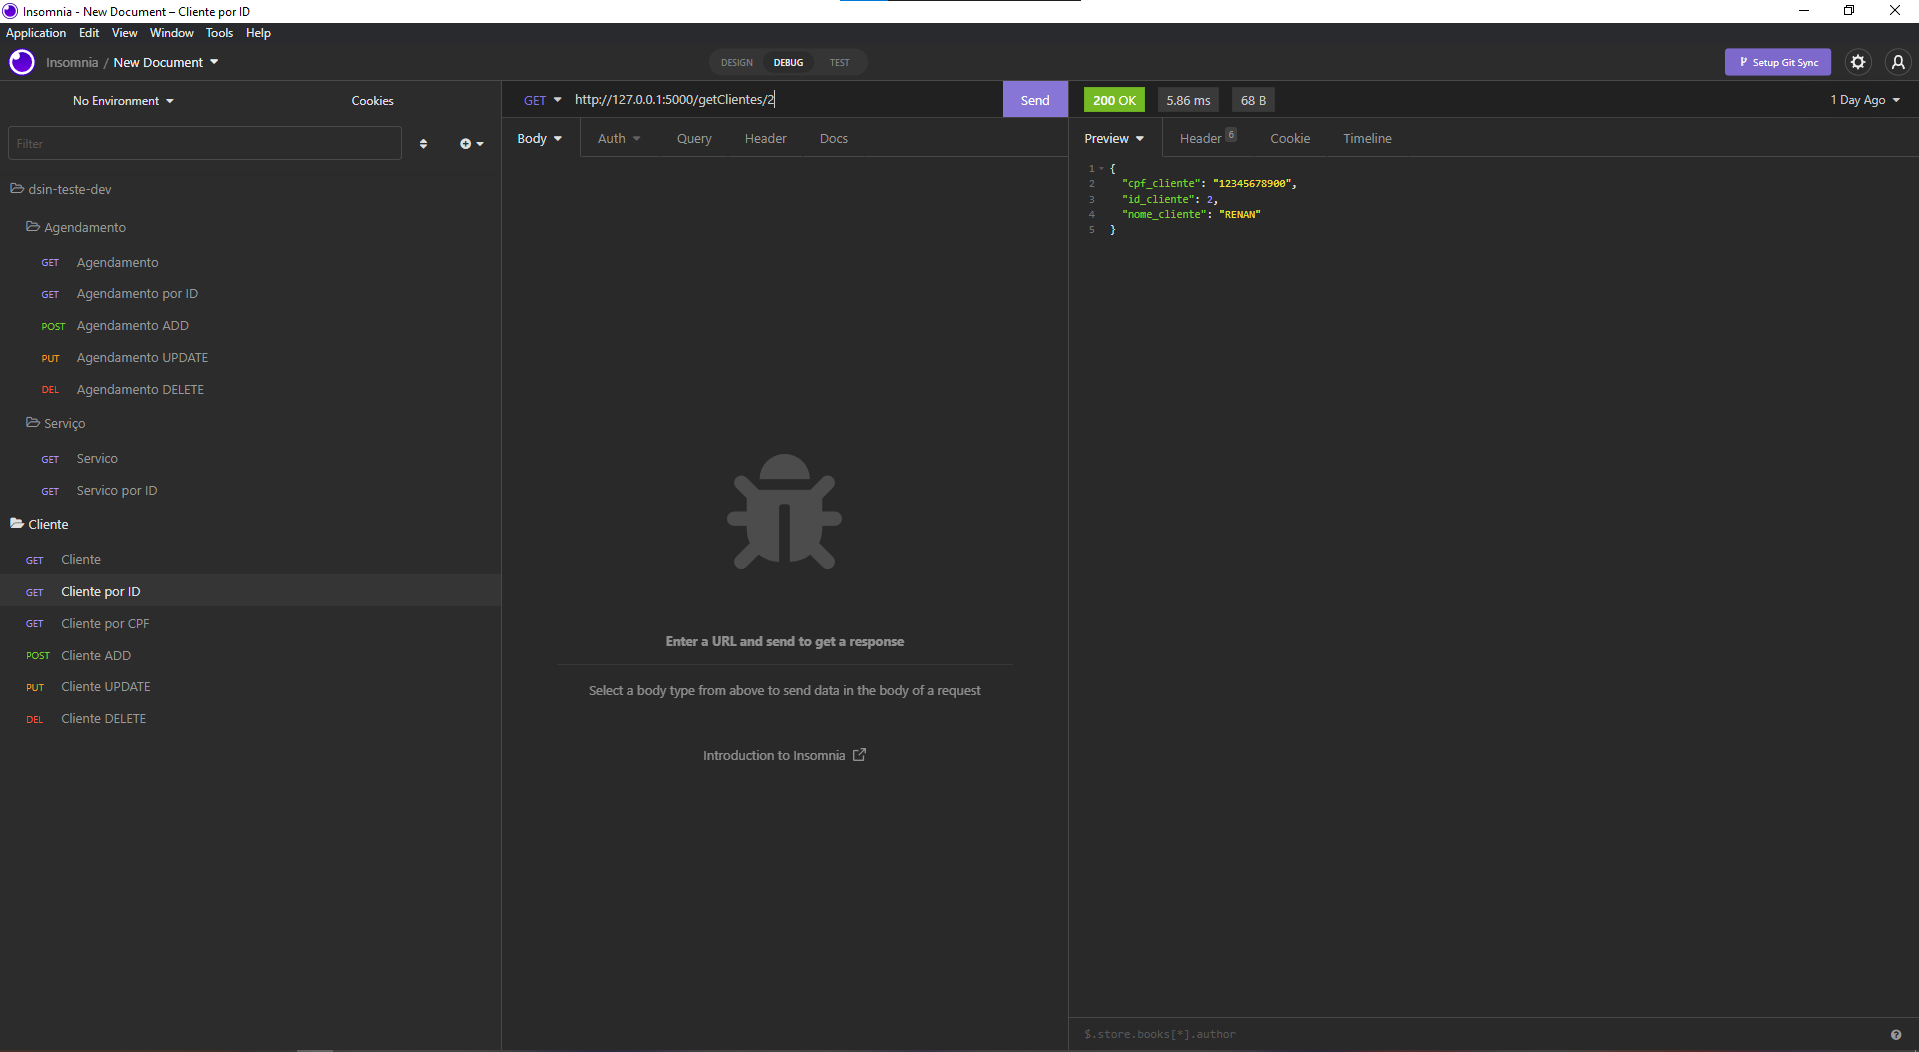 Insomnia - New Document – Cliente por ID
Application Edit View Window Tools Help
Insomnia / New Document
DESIGN DEBUG TEST
Setup Git Sync
No Environment Cookies
Filter
dsin-teste-dev
Agendamento
GET Agendamento
GET Agendamento por ID
POST Agendamento ADD
PUT Agendamento UPDATE
DEL Agendamento DELETE
Serviço
GET Servico
GET Servico por ID
Cliente
GET Cliente
GET Cliente por ID
GET Cliente por CPF
POST Cliente ADD
PUT Cliente UPDATE
DEL Cliente DELETE
GET http://127.0.0.1:5000/getClientes/2 Send
Body Auth Query Header Docs
Enter a URL and send to get a response
Select a body type from above to send data in the body of a request
Introduction to Insomnia
200 OK 5.86 ms 68 B 1 Day Ago
Preview Header 6 Cookie Timeline
1 {
2 "cpf_cliente": "12345678900",
3 "id_cliente": 2,
4 "nome_cliente": "RENAN"
5 }
$.store.books[*].author